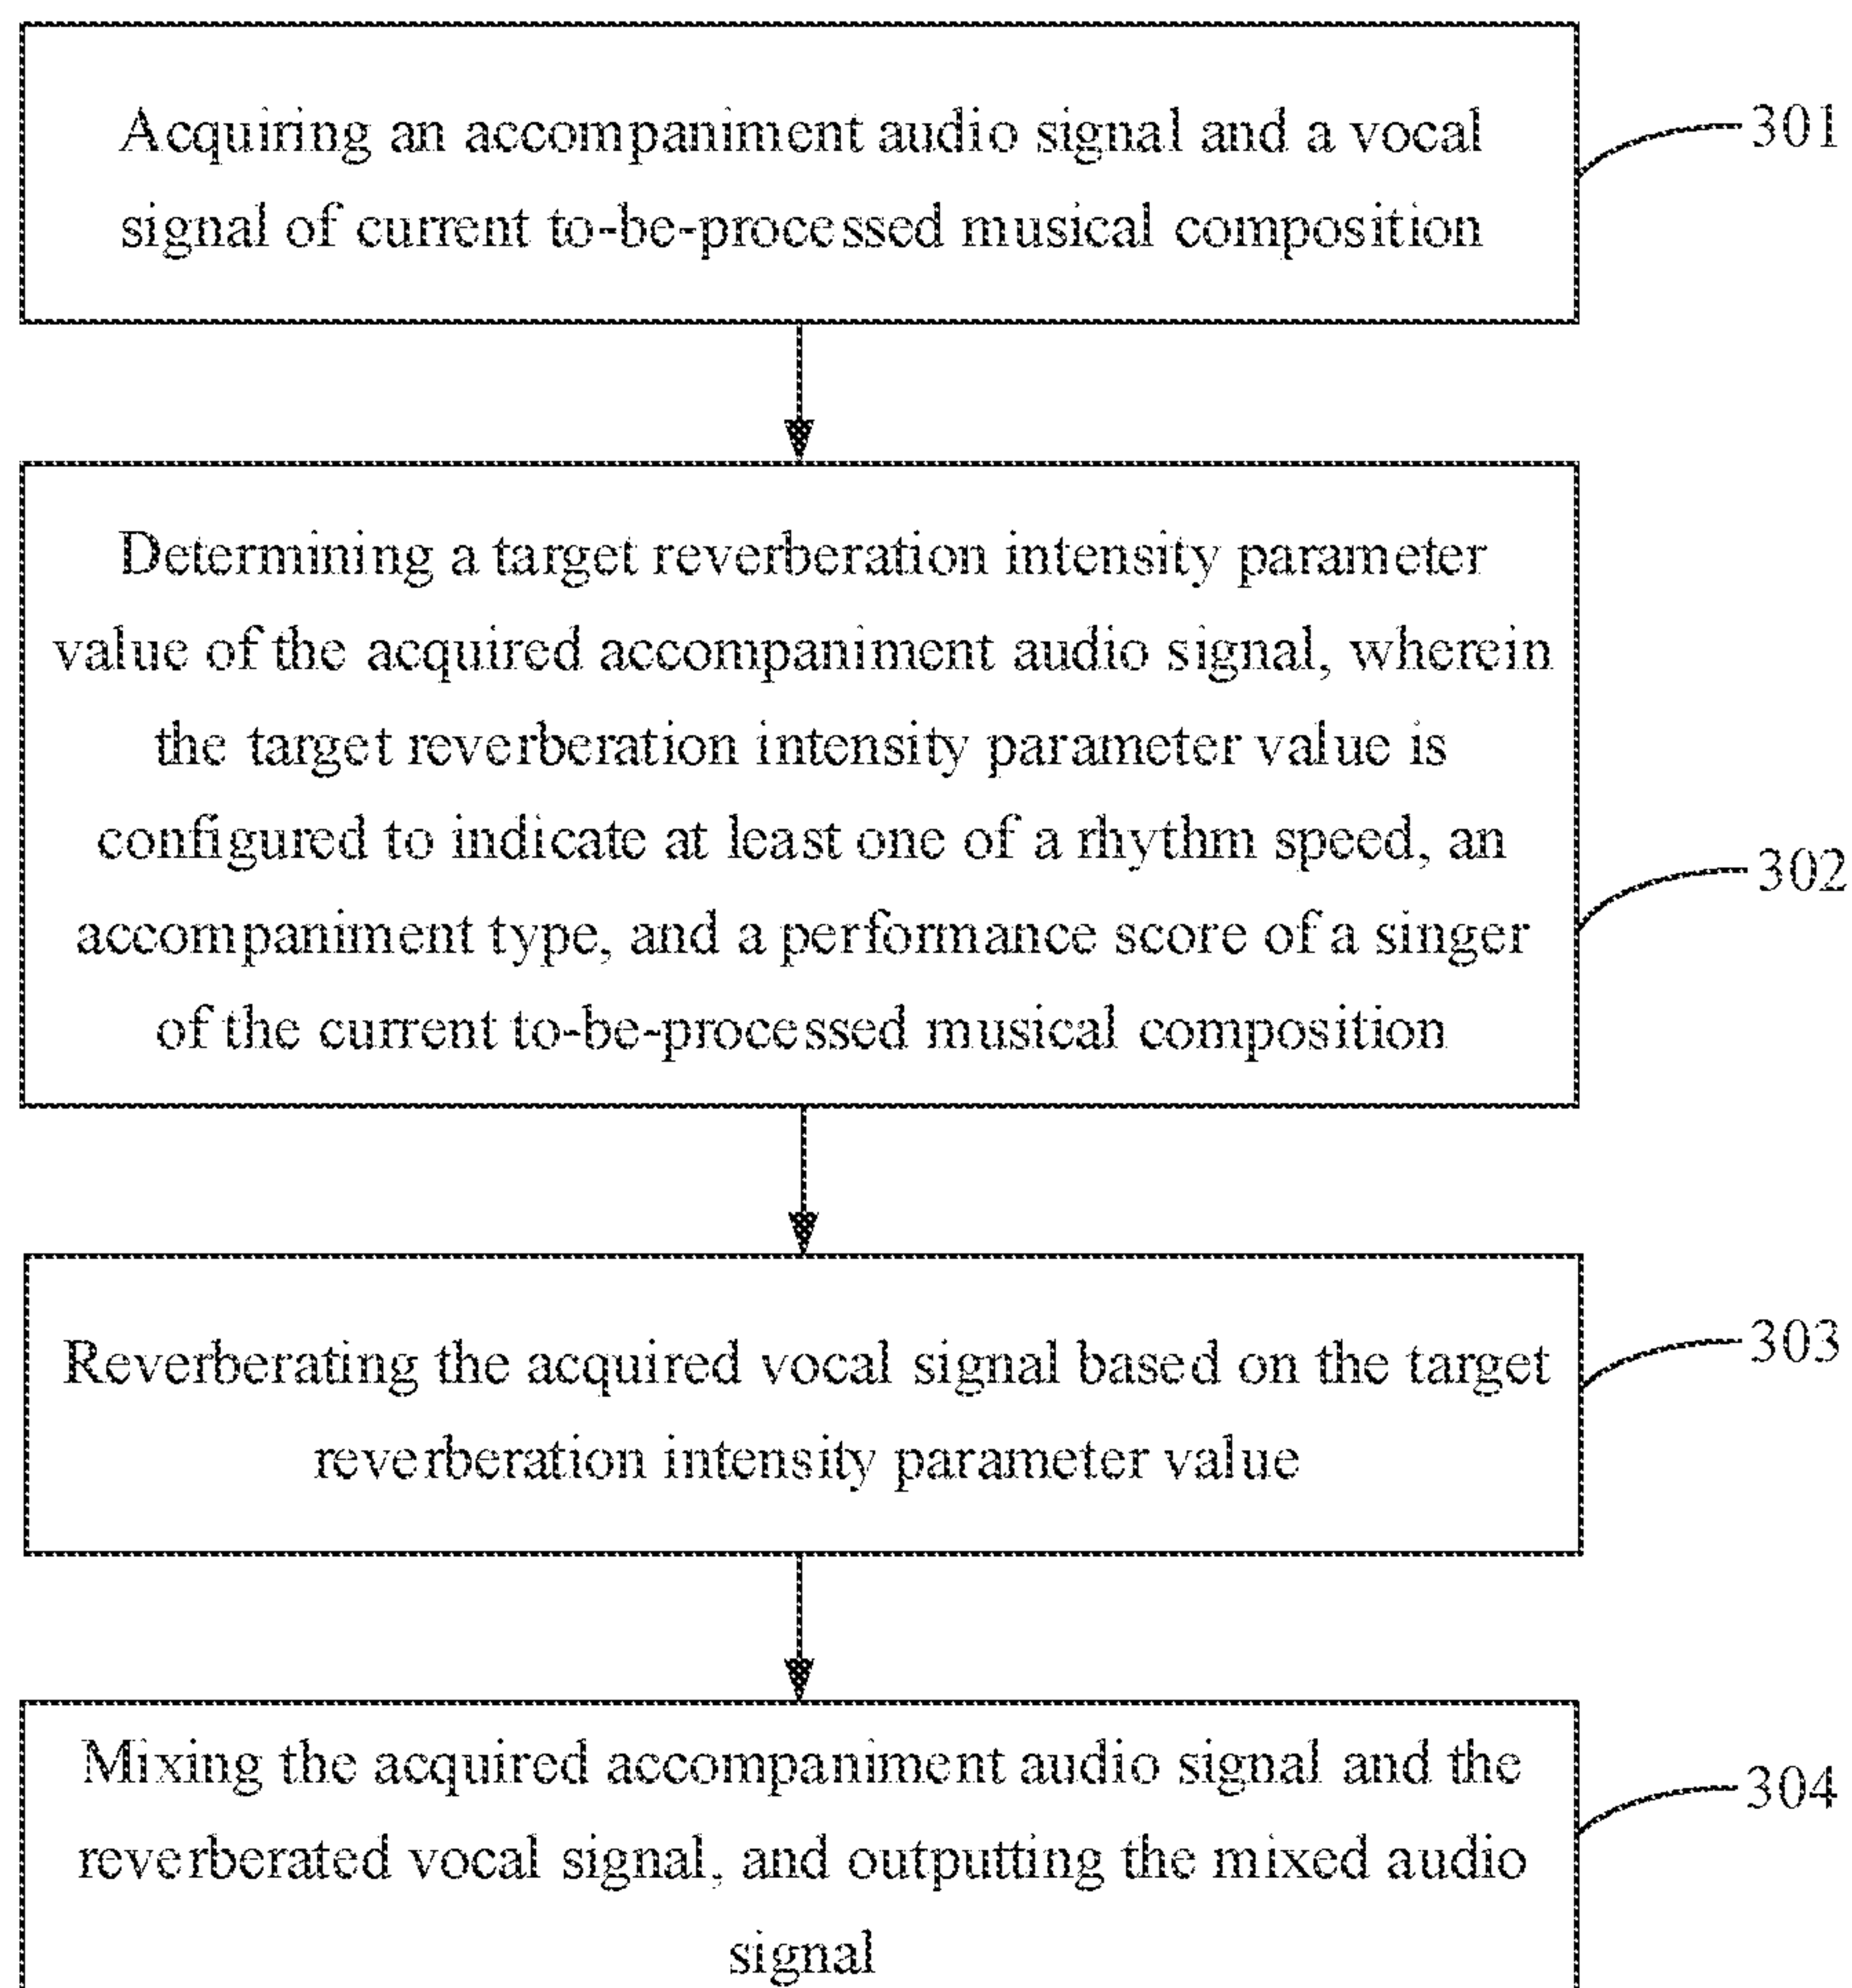 Acquiring an accompaniment audio signal and a vocal
signal of current to-be-processed musical composition
301
Determining a target reverberation intensity parameter
value of the acquired accompaniment audio signal, wherein
the target reverberation intensity parameter value is
configured to indicate at least one of a rhythm speed, an
accompaniment type, and a performance score of a singer
of the current to-be-processed musical composition
302
Reverberating the acquired vocal signal based on the target
reverberation intensity parameter value
303
Mixing the acquired accompaniment audio signal and the
reverberated vocal signal, and outputting the mixed audio
signal
304